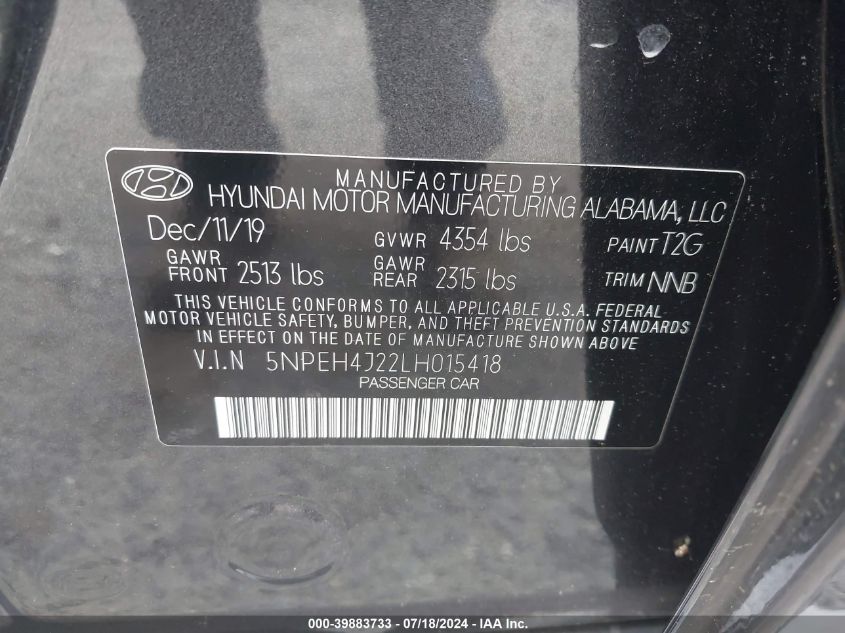 MANUFACTURED BY
HYUNDAI MOTOR MANUFACTURING ALABAMA, LLC
Dec/11/19 GVWR 4354 lbs PAINT T2G
GAWR FRONT 2513 lbs GAWR REAR 2315 lbs TRIM NNB
THIS VEHICLE CONFORMS TO ALL APPLICABLE U.S.A. FEDERAL
MOTOR VEHICLE SAFETY, BUMPER, AND THEFT PREVENTION STANDARDS
IN EFFECT ON THE DATE OF MANUFACTURE SHOWN ABOVE
V.I.N 5NPEH4J22LH015418
PASSENGER CAR
000-39883733 - 07/18/2024 - IAA, Inc.